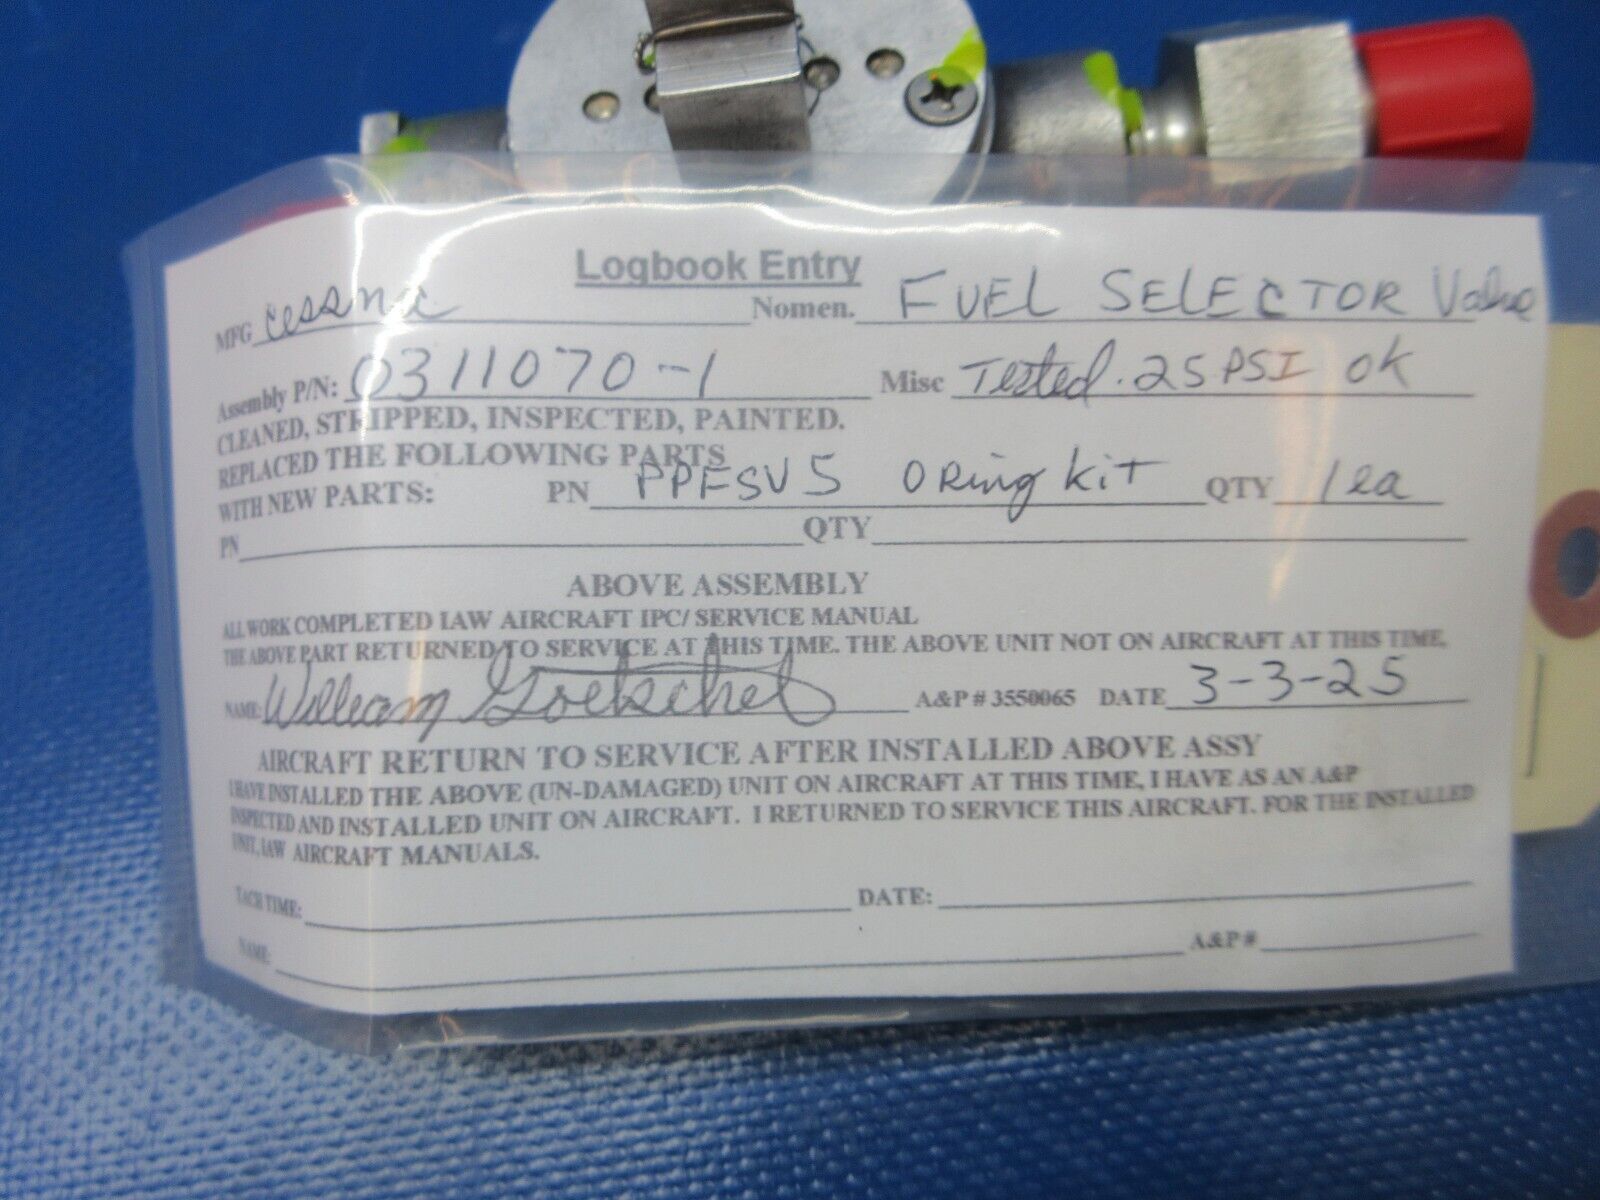 Logbook Entry
MFG Cessna Nomen. FUEL SELECTOR Valve
Assembly P/N: 0311070-1 Misc Tested .25 PSI OK
CLEANED, STRIPPED, INSPECTED, PAINTED.
REPLACED THE FOLLOWING PARTS
WITH NEW PARTS: PN PPFSV5 O Ring Kit QTY 1ea
PN QTY
ABOVE ASSEMBLY
ALL WORK COMPLETED IAW AIRCRAFT IPC/ SERVICE MANUAL
THE ABOVE PART RETURNED TO SERVICE AT THIS TIME. THE ABOVE UNIT NOT ON AIRCRAFT AT THIS TIME.
NAME: William Goetschel A&P # 3550065 DATE 3-3-25
AIRCRAFT RETURN TO SERVICE AFTER INSTALLED ABOVE ASSY
I HAVE INSTALLED THE ABOVE (UN-DAMAGED) UNIT ON AIRCRAFT AT THIS TIME, I HAVE AS AN A&P
INSPECTED AND INSTALLED UNIT ON AIRCRAFT. I RETURNED TO SERVICE THIS AIRCRAFT. FOR THE INSTALLED
UNIT, IAW AIRCRAFT MANUALS.
TACH TIME: DATE:
NAME: A&P #